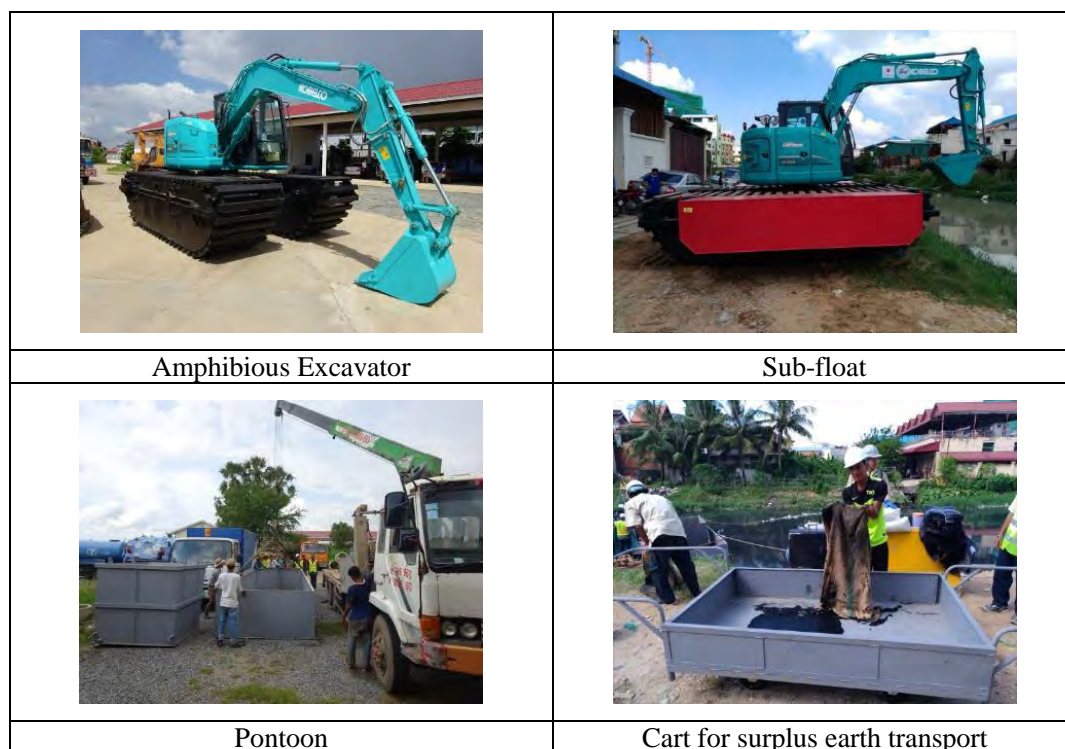 KOBELCO
KOBELCO
Amphibious Excavator
Sub-float
Pontoon
Cart for surplus earth transport